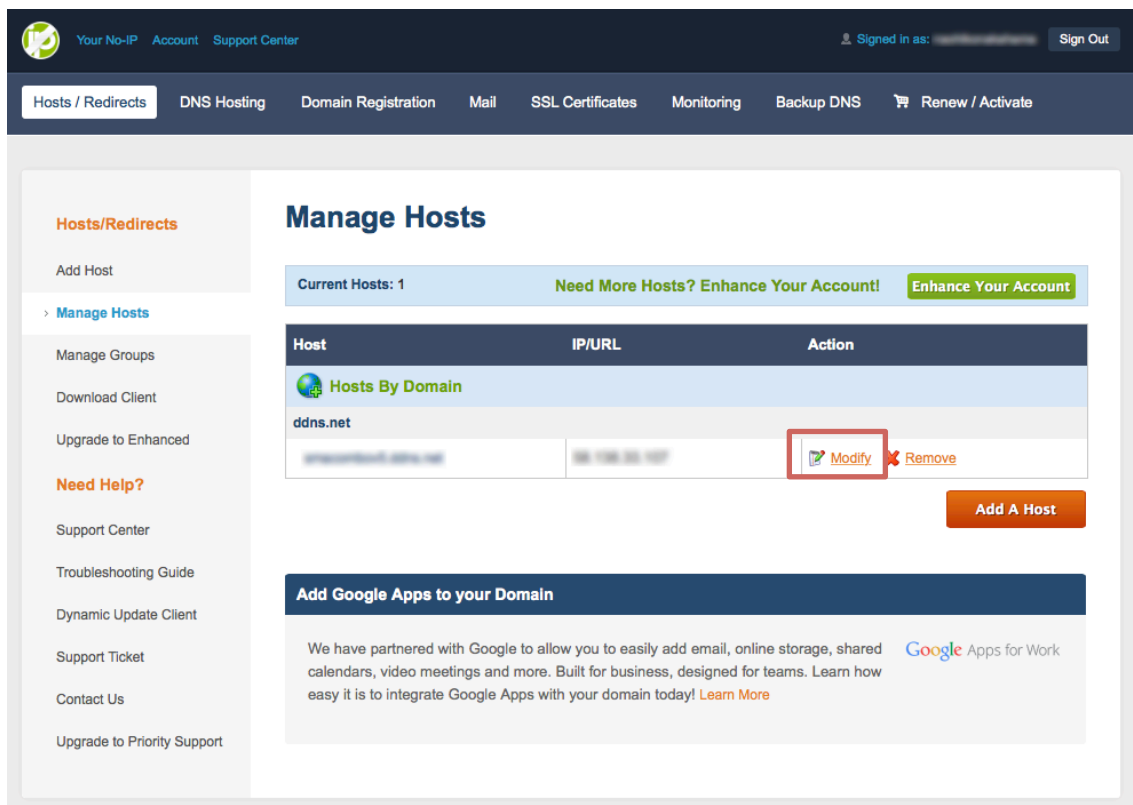 Your No-IP Account Support Center
Signed in as:
Sign Out
Hosts / Redirects DNS Hosting Domain Registration Mail SSL Certificates Monitoring Backup DNS Renew / Activate
Hosts/Redirects
Add Host
Manage Hosts
Manage Groups
Download Client
Upgrade to Enhanced
Need Help?
Support Center
Troubleshooting Guide
Dynamic Update Client
Support Ticket
Contact Us
Upgrade to Priority Support
Manage Hosts
Current Hosts: 1 Need More Hosts? Enhance Your Account! Enhance Your Account
Host IP/URL Action
Hosts By Domain
ddns.net
Modify Remove
Add A Host
Add Google Apps to your Domain
We have partnered with Google to allow you to easily add email, online storage, shared
calendars, video meetings and more. Built for business, designed for teams. Learn how
easy it is to integrate Google Apps with your domain today! Learn More
Google Apps for Work